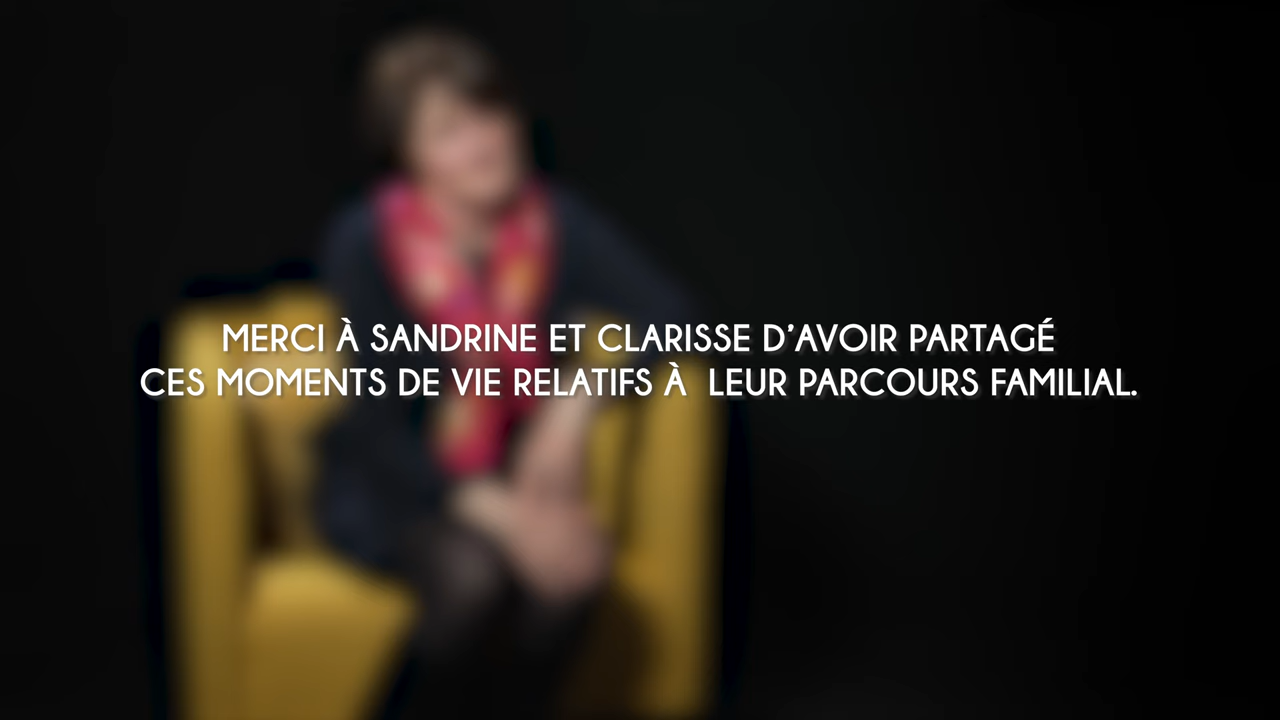 MERCI À SANDRINE ET CLARISSE D’AVOIR PARTAGÉ
CES MOMENTS DE VIE RELATIFS À  LEUR PARCOURS FAMILIAL.